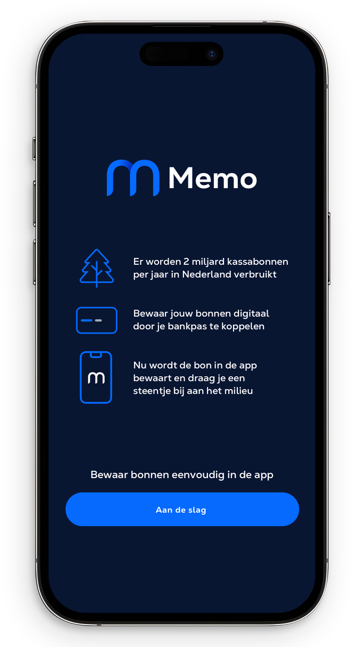 Memo
Er worden 2 miljard kassabonnen
per jaar in Nederland verbruikt
Bewaar jouw bonnen digitaal
door je bankpas te koppelen
Nu wordt de bon in de app
bewaart en draag je een
steentje bij aan het milieu
Bewaar bonnen eenvoudig in de app
Aan de slag